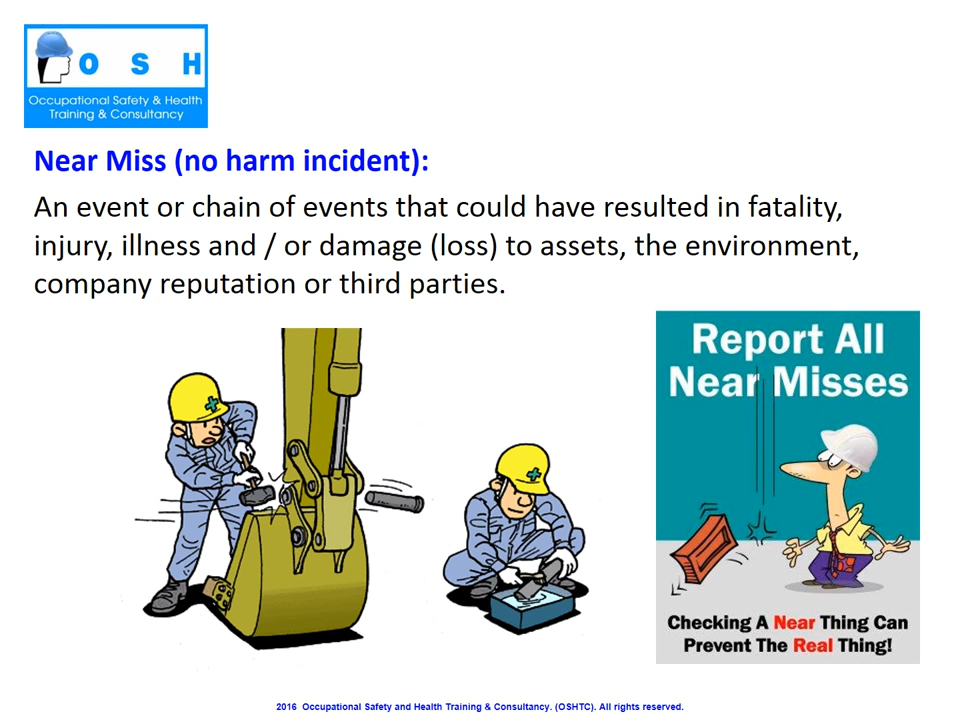 O S H
Occupational Safety & Health
Training & Consultancy
Near Miss (no harm incident):
An event or chain of events that could have resulted in fatality,
injury, illness and / or damage (loss) to assets, the environment,
company reputation or third parties.
Report All
Near Misses
Checking A Near Thing Can
Prevent The Real Thing!
2016 Occupational Safety and Health Training & Consultancy. (OSHTC). All rights reserved.